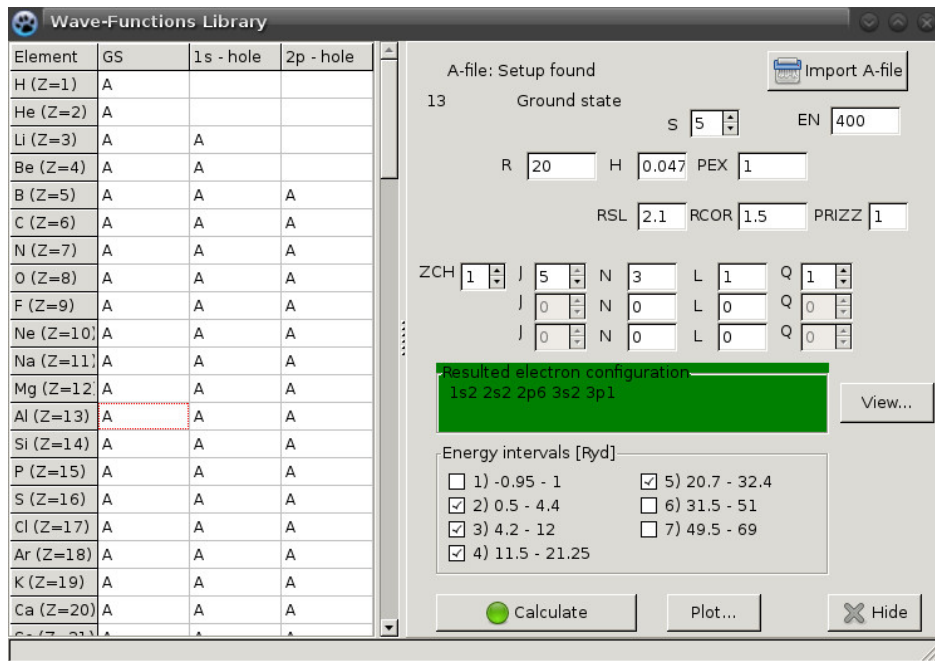 Wave-Functions Library
Element GS 1s - hole 2p - hole
H (Z=1) A
He (Z=2) A
Li (Z=3) A A
Be (Z=4) A A
B (Z=5) A A A
C (Z=6) A A A
N (Z=7) A A A
O (Z=8) A A A
F (Z=9) A A A
Ne (Z=10) A A A
Na (Z=11) A A A
Mg (Z=12) A A A
Al (Z=13) A A A
Si (Z=14) A A A
P (Z=15) A A A
S (Z=16) A A A
Cl (Z=17) A A A
Ar (Z=18) A A A
K (Z=19) A A A
Ca (Z=20) A A A
A-file: Setup found
Import A-file
13 Ground state
S 5 EN 400
R 20 H 0.047 PEX 1
RSL 2.1 RCOR 1.5 PRIZZ 1
ZCH 1 J 5 N 3 L 1 Q 1
J 0 N 0 L 0 Q 0
J 0 N 0 L 0 Q 0
Resulted electron configuration
1s2 2s2 2p6 3s2 3p1
View...
Energy intervals [Ryd]
1) -0.95 - 1
2) 0.5 - 4.4
3) 4.2 - 12
4) 11.5 - 21.25
5) 20.7 - 32.4
6) 31.5 - 51
7) 49.5 - 69
Calculate
Plot...
Hide